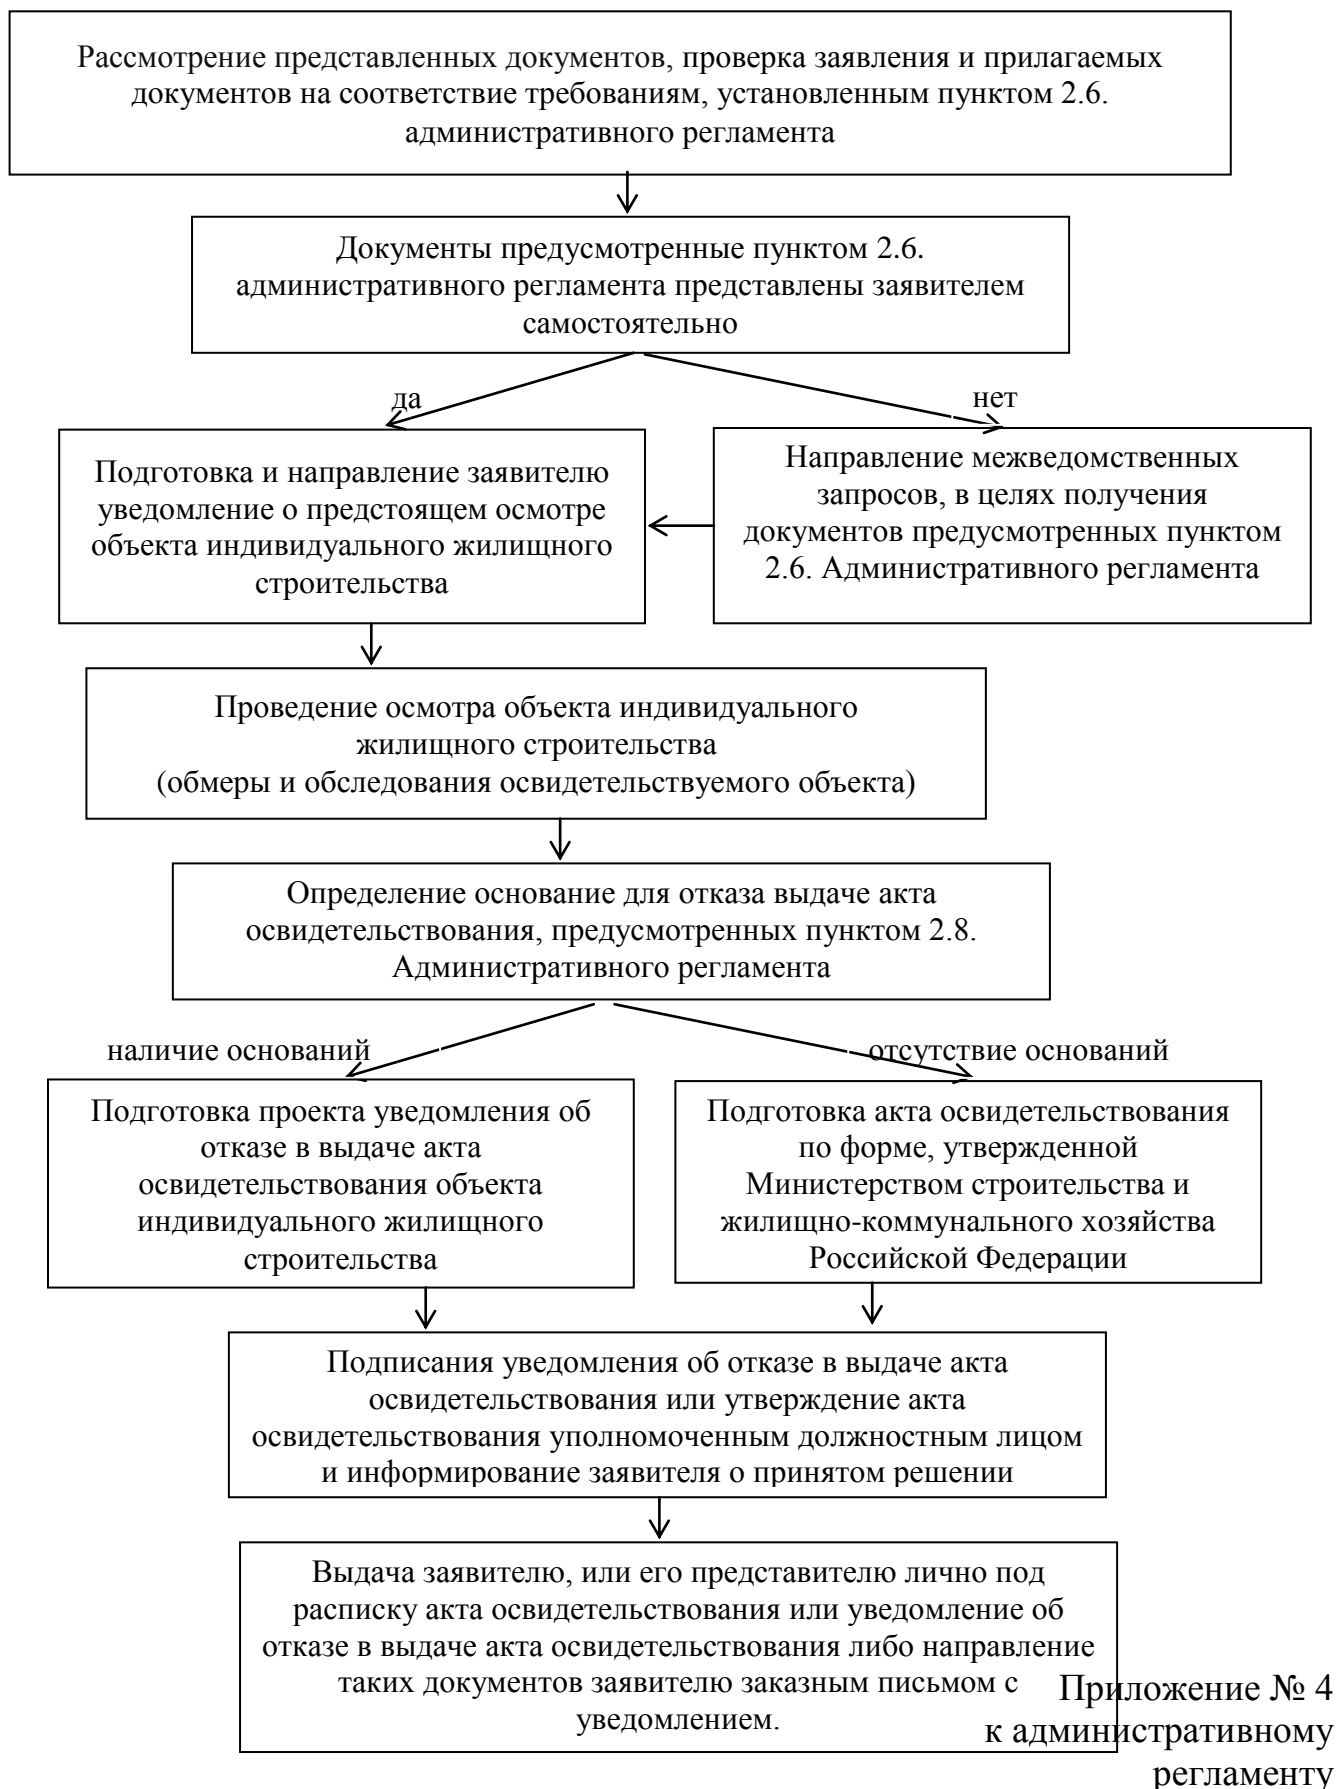 Рассмотрение представленных документов, проверка заявления и прилагаемых
документов на соответствие требованиям, установленным пунктом 2.6.
административного регламента
Документы предусмотренные пунктом 2.6.
административного регламента представлены заявителем
самостоятельно
да
нет
Подготовка и направление заявителю
уведомление о предстоящем осмотре
объекта индивидуального жилищного
строительства
Направление межведомственных
запросов, в целях получения
документов предусмотренных пунктом
2.6. Административного регламента
Проведение осмотра объекта индивидуального
жилищного строительства
(обмеры и обследования освидетельствуемого объекта)
Определение основание для отказа выдаче акта
освидетельствования, предусмотренных пунктом 2.8.
Административного регламента
наличие оснований
отсутствие оснований
Подготовка проекта уведомления об
отказе в выдаче акта
освидетельствования объекта
индивидуального жилищного
строительства
Подготовка акта освидетельствования
по форме, утвержденной
Министерством строительства и
жилищно-коммунального хозяйства
Российской Федерации
Подписания уведомления об отказе в выдаче акта
освидетельствования или утверждение акта
освидетельствования уполномоченным должностным лицом
и информирование заявителя о принятом решении
Выдача заявителю, или его представителю лично под
расписку акта освидетельствования или уведомление об
отказе в выдаче акта освидетельствования либо направление
таких документов заявителю заказным письмом с
уведомлением.
Приложение № 4
к административному
регламенту